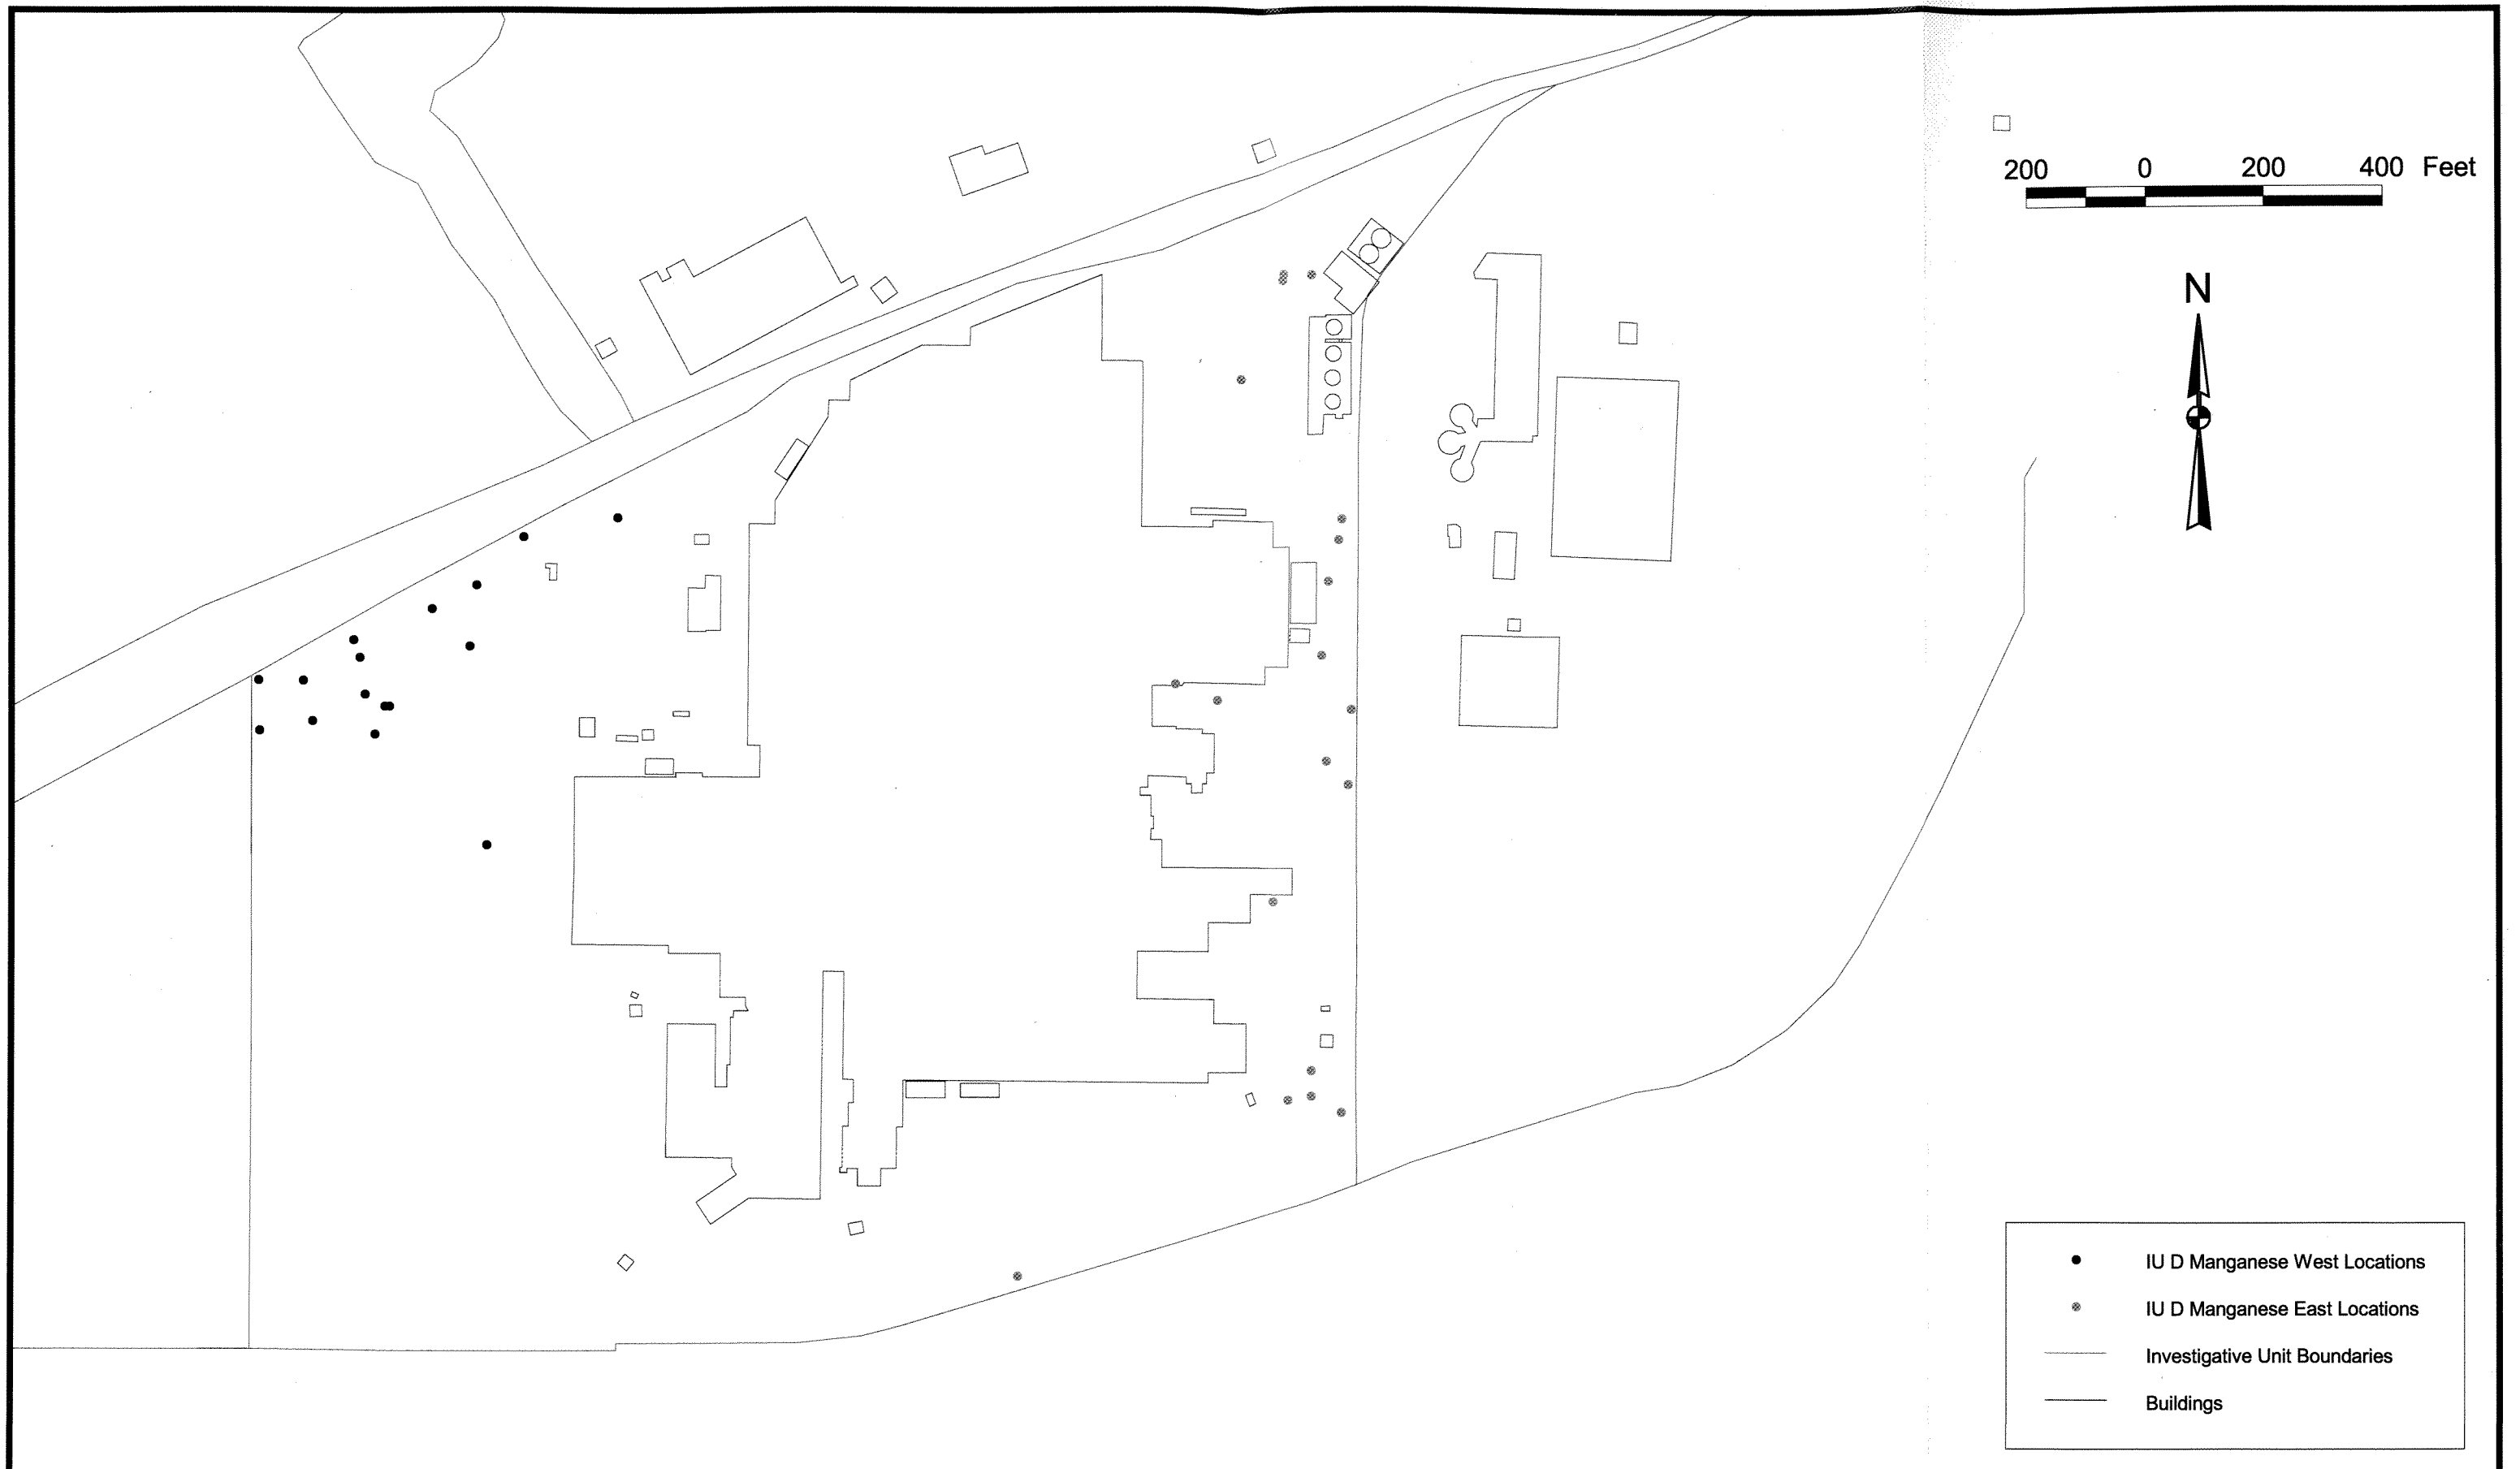 200 0 200 400 Feet
N
IU D Manganese West Locations
IU D Manganese East Locations
Investigative Unit Boundaries
Buildings